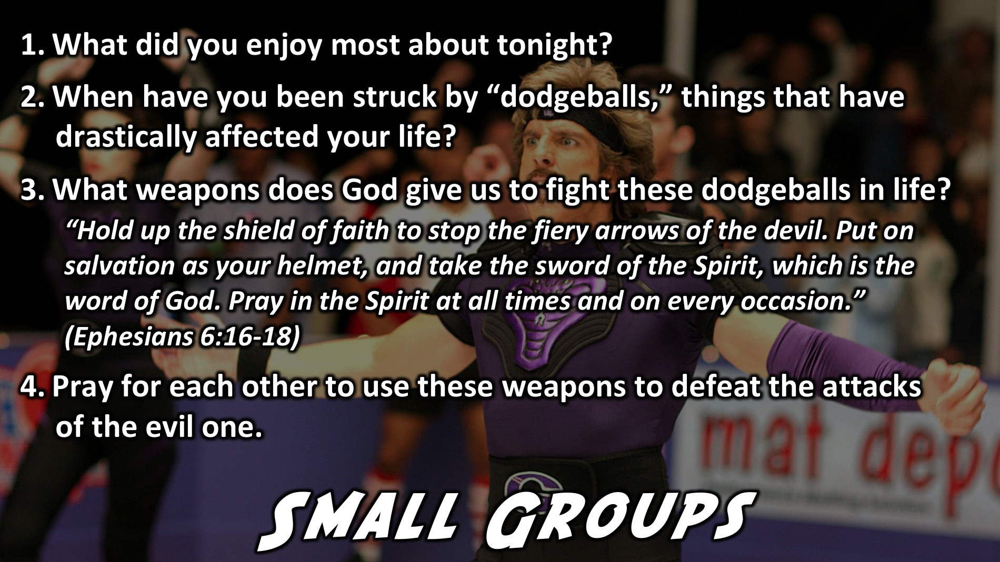 1. What did you enjoy most about tonight?
2. When have you been struck by “dodgeballs,” things that have
drastically affected your life?
3. What weapons does God give us to fight these dodgeballs in life?
“Hold up the shield of faith to stop the fiery arrows of the devil. Put on
salvation as your helmet, and take the sword of the Spirit, which is the
word of God. Pray in the Spirit at all times and on every occasion.”
(Ephesians 6:16-18)
4. Pray for each other to use these weapons to defeat the attacks
of the evil one.
mat dep
G
SMALL GROUPS